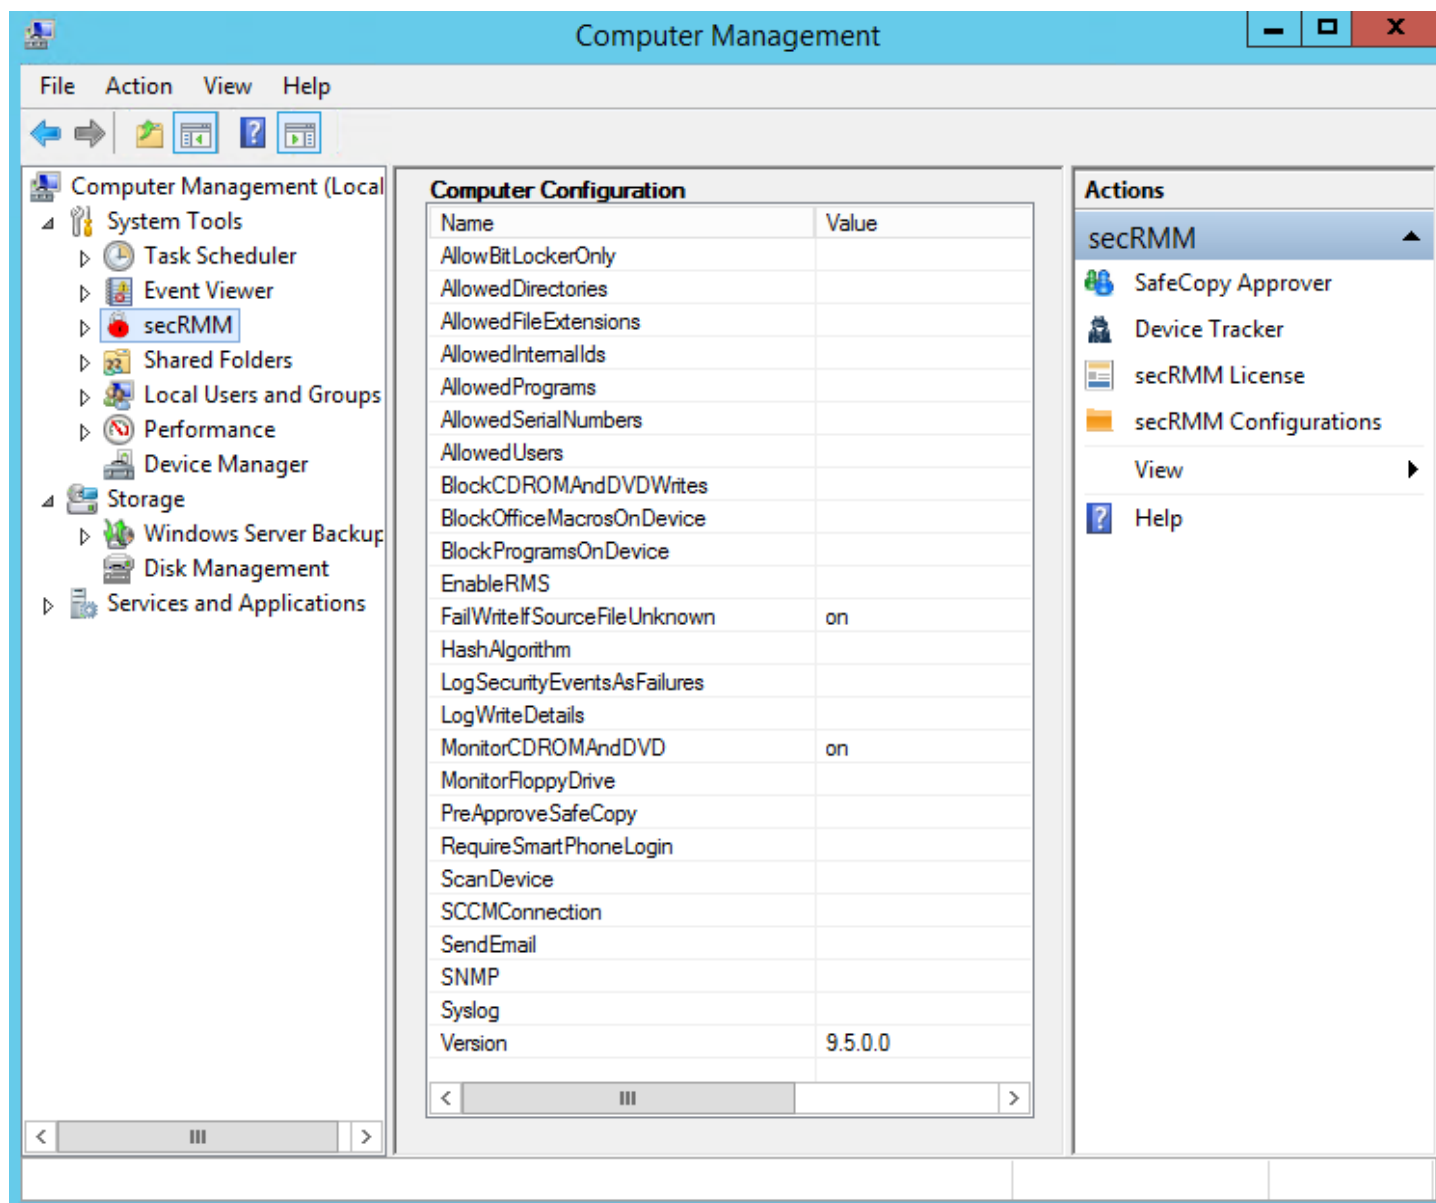 Computer Management
File Action View Help
Computer Management (Local
System Tools
Task Scheduler
Event Viewer
secRMM
Shared Folders
Local Users and Groups
Performance
Device Manager
Storage
Windows Server Backup
Disk Management
Services and Applications
Computer Configuration
Name Value
AllowBitLockerOnly
AllowedDirectories
AllowedFileExtensions
AllowedInternalIds
AllowedPrograms
AllowedSerialNumbers
AllowedUsers
BlockCDROMAndDVDWrites
BlockOfficeMacrosOnDevice
BlockProgramsOnDevice
EnableRMS
FailWriteIfSourceFileUnknown on
HashAlgorithm
LogSecurityEventsAsFailures
LogWriteDetails
MonitorCDROMAndDVD on
MonitorFloppyDrive
PreApproveSafeCopy
RequireSmartPhoneLogin
ScanDevice
SCCMConnection
SendEmail
SNMP
Syslog
Version 9.5.0.0
Actions
secRMM
SafeCopy Approver
Device Tracker
secRMM License
secRMM Configurations
View
Help